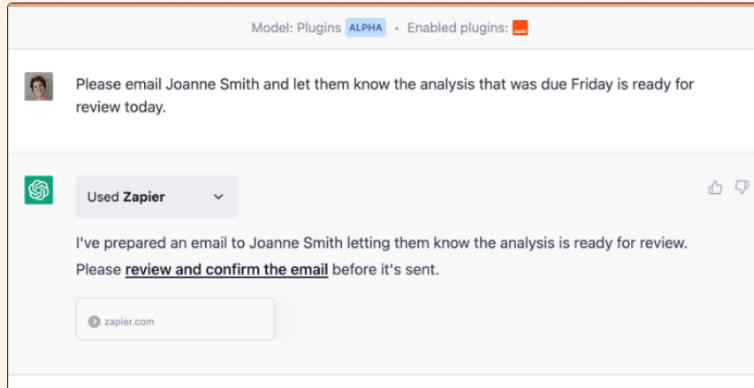 Model: Plugins ALPHA • Enabled plugins: zapier
Please email Joanne Smith and let them know the analysis that was due Friday is ready for
review today.
Used Zapier
I've prepared an email to Joanne Smith letting them know the analysis is ready for review.
Please review and confirm the email before it's sent.
zapier.com